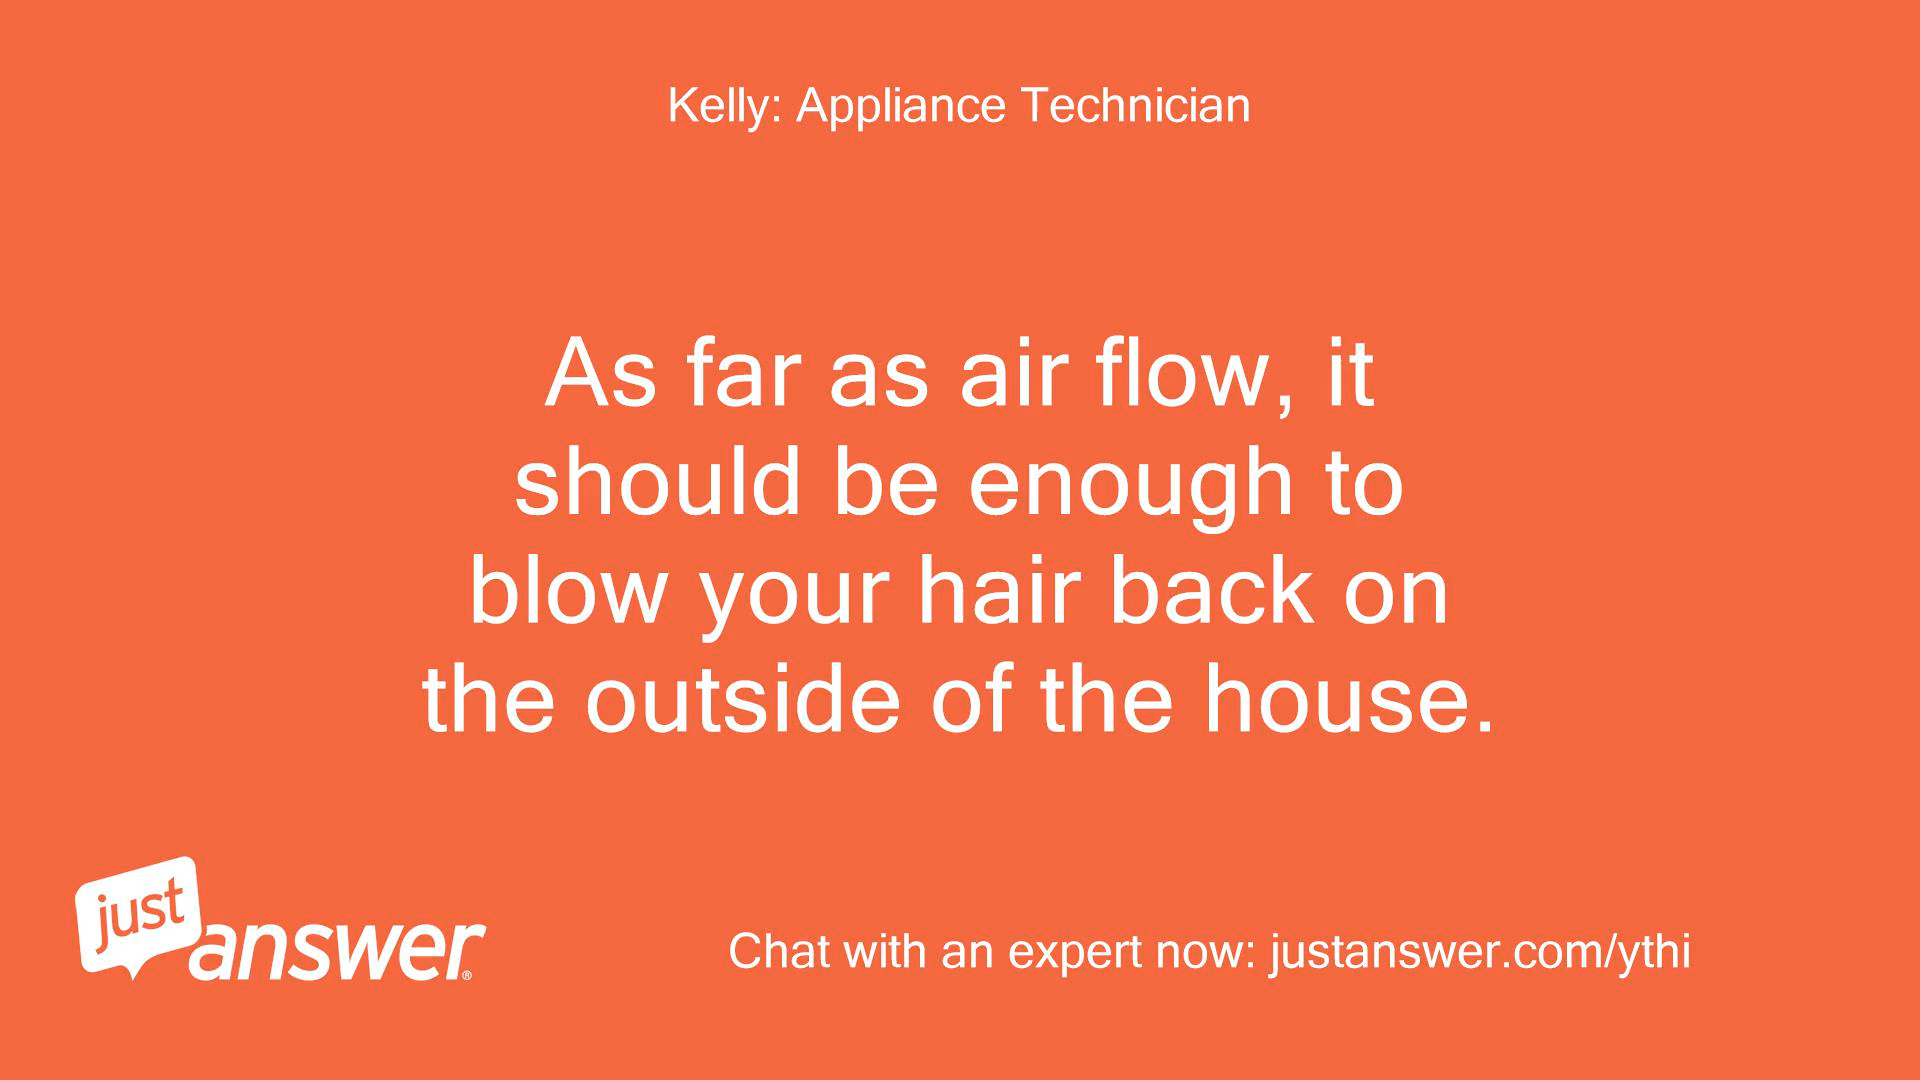 Kelly: Appliance Technician
As far as air flow, it
should be enough to
blow your hair back on
the outside of the house.
just
answer®
Chat with an expert now: justanswer.com/ythi